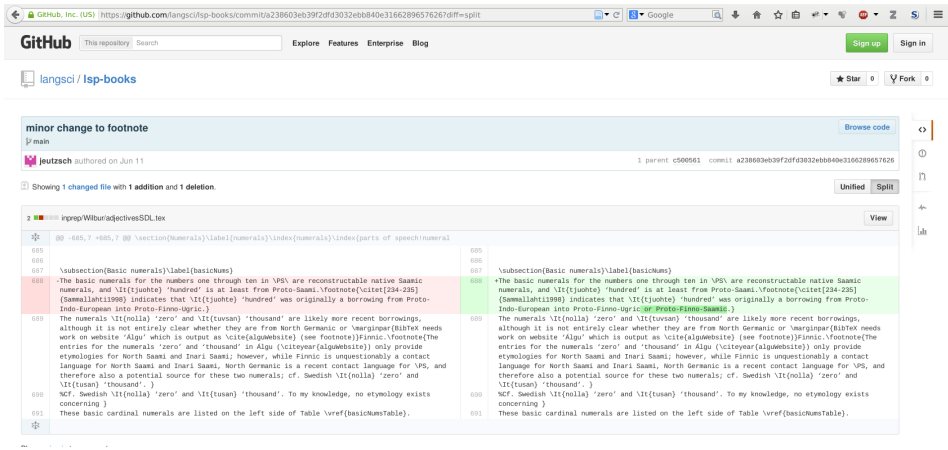 GitHub, Inc. (US) https://github.com/langsci/lsp-books/commit/a238603eb39f2dfd3032ebb840e31662889657626?diff=split Google
GitHub This repository Search Explore Features Enterprise Blog Sign up Sign in
langsci / lsp-books Star 0 Fork 0
minor change to footnote Browse code
main
jeutzsch authored on Jun 11 1 parent c500561 commit a238603eb39f2dfd3032ebb840e3166289657626
Showing 1 changed file with 1 addition and 1 deletion. Unified Split
2 inprep/Wilbur/adjectivesSDL.tex View
@@ -685,7 +685,7 @@ \section{Numerals}\label{numerals}\index{numerals}\index{parts of speech!numeral
685 685
686 686
687 \subsection{Basic numerals}\label{basicNums} 687 \subsection{Basic numerals}\label{basicNums}
688 -The basic numerals for the numbers one through ten in \PS\ are reconstructable native Saamic
numerals, and \It{tjuohte} ‘hundred’ is at least from Proto-Saami.\footnote{\citet[234-235]
{Sammallahti1998} indicates that \It{tjuohte} ‘hundred’ was originally a borrowing from Proto-
Indo-European into Proto-Finno-Ugric.}
688 +The basic numerals for the numbers one through ten in \PS\ are reconstructable native Saamic
numerals, and \It{tjuohte} ‘hundred’ is at least from Proto-Saami.\footnote{\citet[234-235]
{Sammallahti1998} indicates that \It{tjuohte} ‘hundred’ was originally a borrowing from Proto-
Indo-European into Proto-Finno-Ugric or Proto-Finno-Saamic.}
689 The numerals \It{nolla} ‘zero’ and \It{tuvsan} ‘thousand’ are likely more recent borrowings,
although it is not entirely clear whether they are from North Germanic or \marginpar{BibTeX needs
work on website ‘Álgu’ which is output as \cite{alguWebsite} (see footnote)}Finnic.\footnote{The
entries for the numerals ‘zero’ and ‘thousand’ in Algu (\citeyear{alguWebsite}) only provide
etymologies for North Saami and Inari Saami; however, while Finnic is unquestionably a contact
language for North Saami and Inari Saami, North Germanic is a recent contact language for \PS, and
therefore also a potential source for these two numerals; cf. Swedish \It{nolla} ‘zero’ and
\It{tusan} ‘thousand’. }
689 The numerals \It{nolla} ‘zero’ and \It{tuvsan} ‘thousand’ are likely more recent borrowings,
although it is not entirely clear whether they are from North Germanic or \marginpar{BibTeX needs
work on website ‘Álgu’ which is output as \cite{alguWebsite} (see footnote)}Finnic.\footnote{The
entries for the numerals ‘zero’ and ‘thousand’ in Algu (\citeyear{alguWebsite}) only provide
etymologies for North Saami and Inari Saami; however, while Finnic is unquestionably a contact
language for North Saami and Inari Saami, North Germanic is a recent contact language for \PS, and
therefore also a potential source for these two numerals; cf. Swedish \It{nolla} ‘zero’ and
\It{tusan} ‘thousand’. }
690 %Cf. Swedish \It{nolla} ‘zero’ and \It{tusan} ‘thousand’. To my knowledge, no etymology exists
concerning }
690 %Cf. Swedish \It{nolla} ‘zero’ and \It{tusan} ‘thousand’. To my knowledge, no etymology exists
concerning }
691 These basic cardinal numerals are listed on the left side of Table \vref{basicNumsTable}. 691 These basic cardinal numerals are listed on the left side of Table \vref{basicNumsTable}.